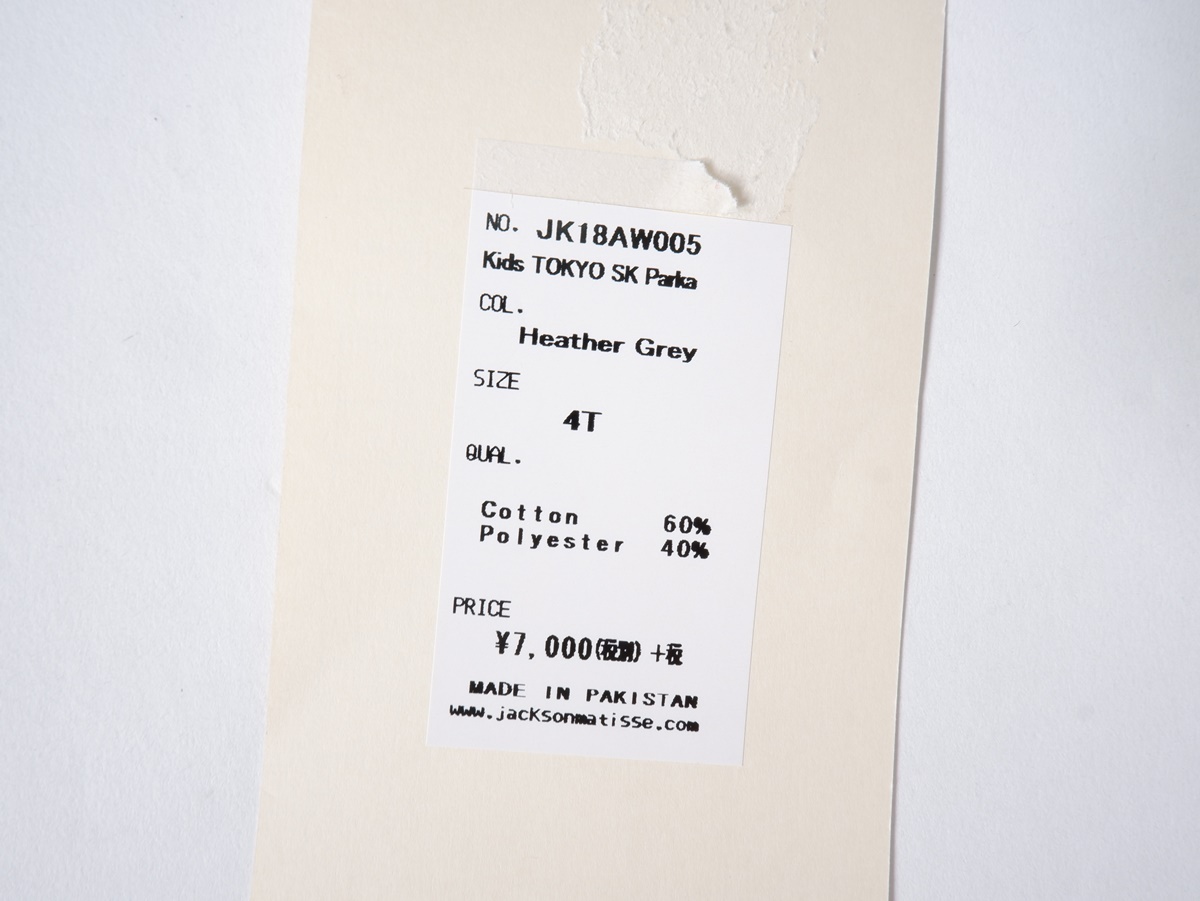 NO. JK18AW005
Kids TOKYO SK Parka
COL.
Heather Grey
SIZE
4T
QUAL.
Cotton 60%
Polyester 40%
PRICE
¥7,000(税別) +税
MADE IN PAKISTAN
www.jacksonmatisse.com